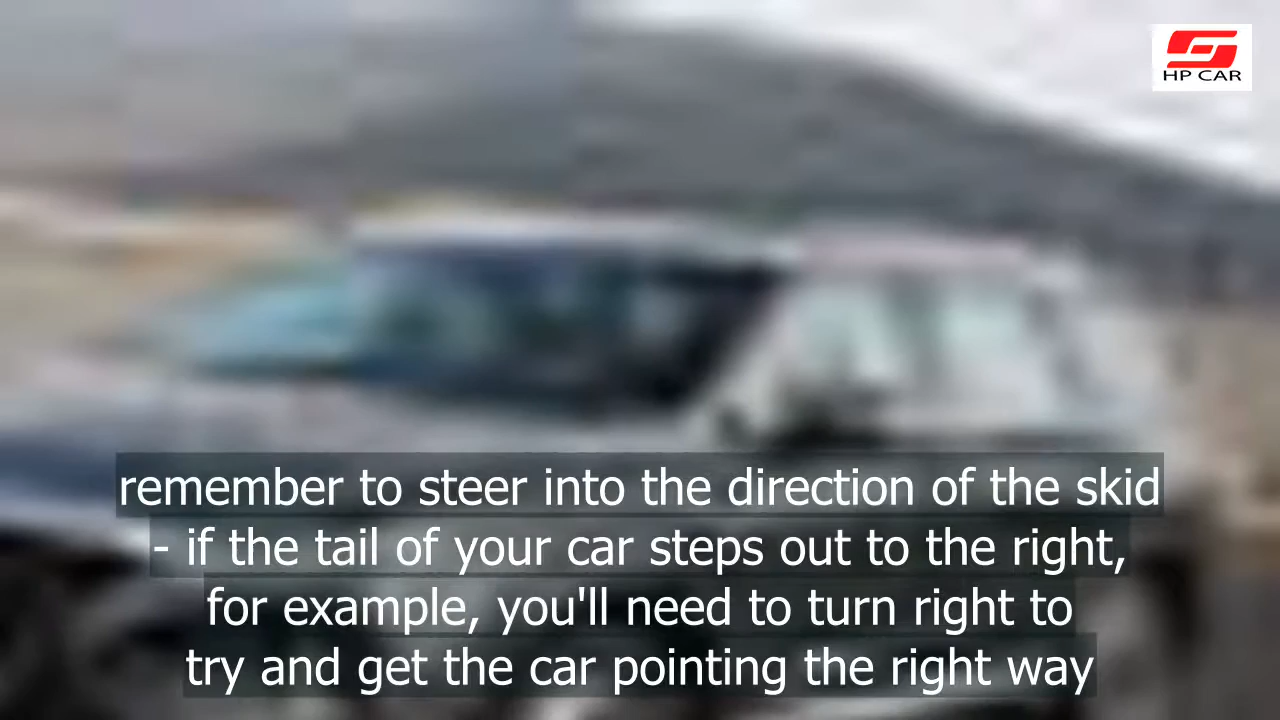 HP CAR
remember to steer into the direction of the skid
- if the tail of your car steps out to the right,
for example, you'll need to turn right to
try and get the car pointing the right way